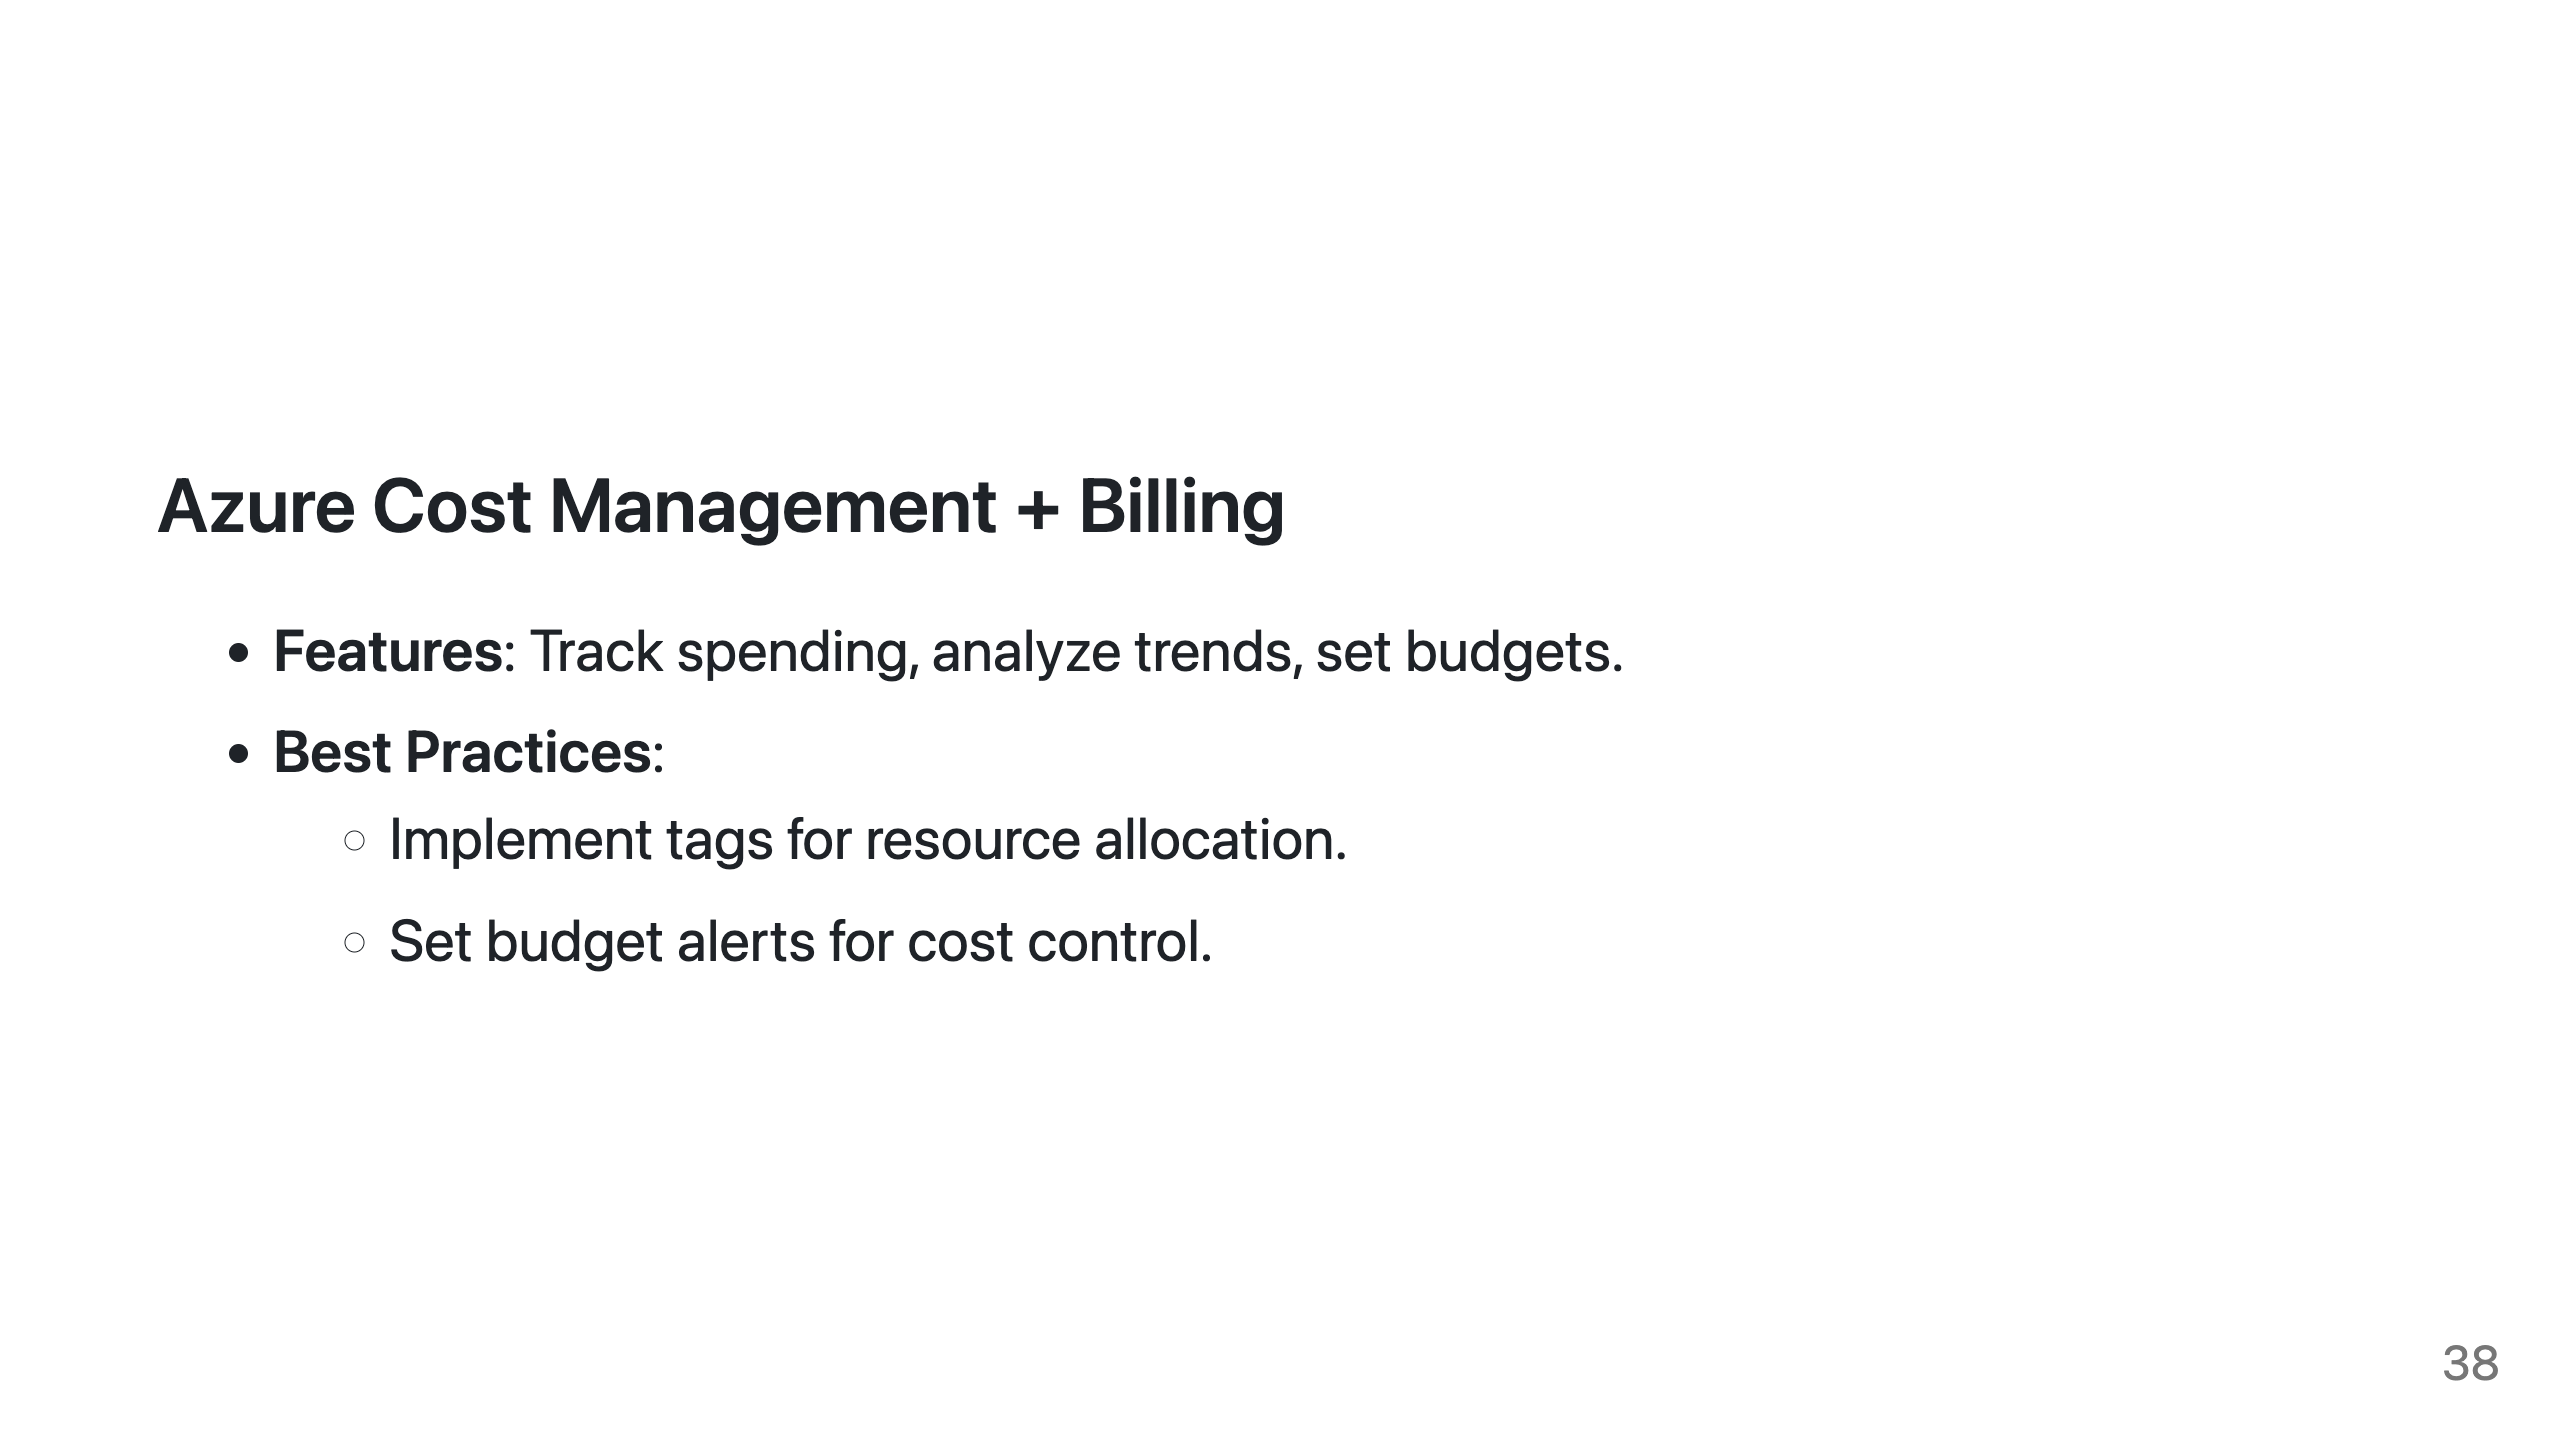 Azure Cost Management + Billing
• Features: Track spending, analyze trends, set budgets.
• Best Practices:
○ Implement tags for resource allocation.
○ Set budget alerts for cost control.
38